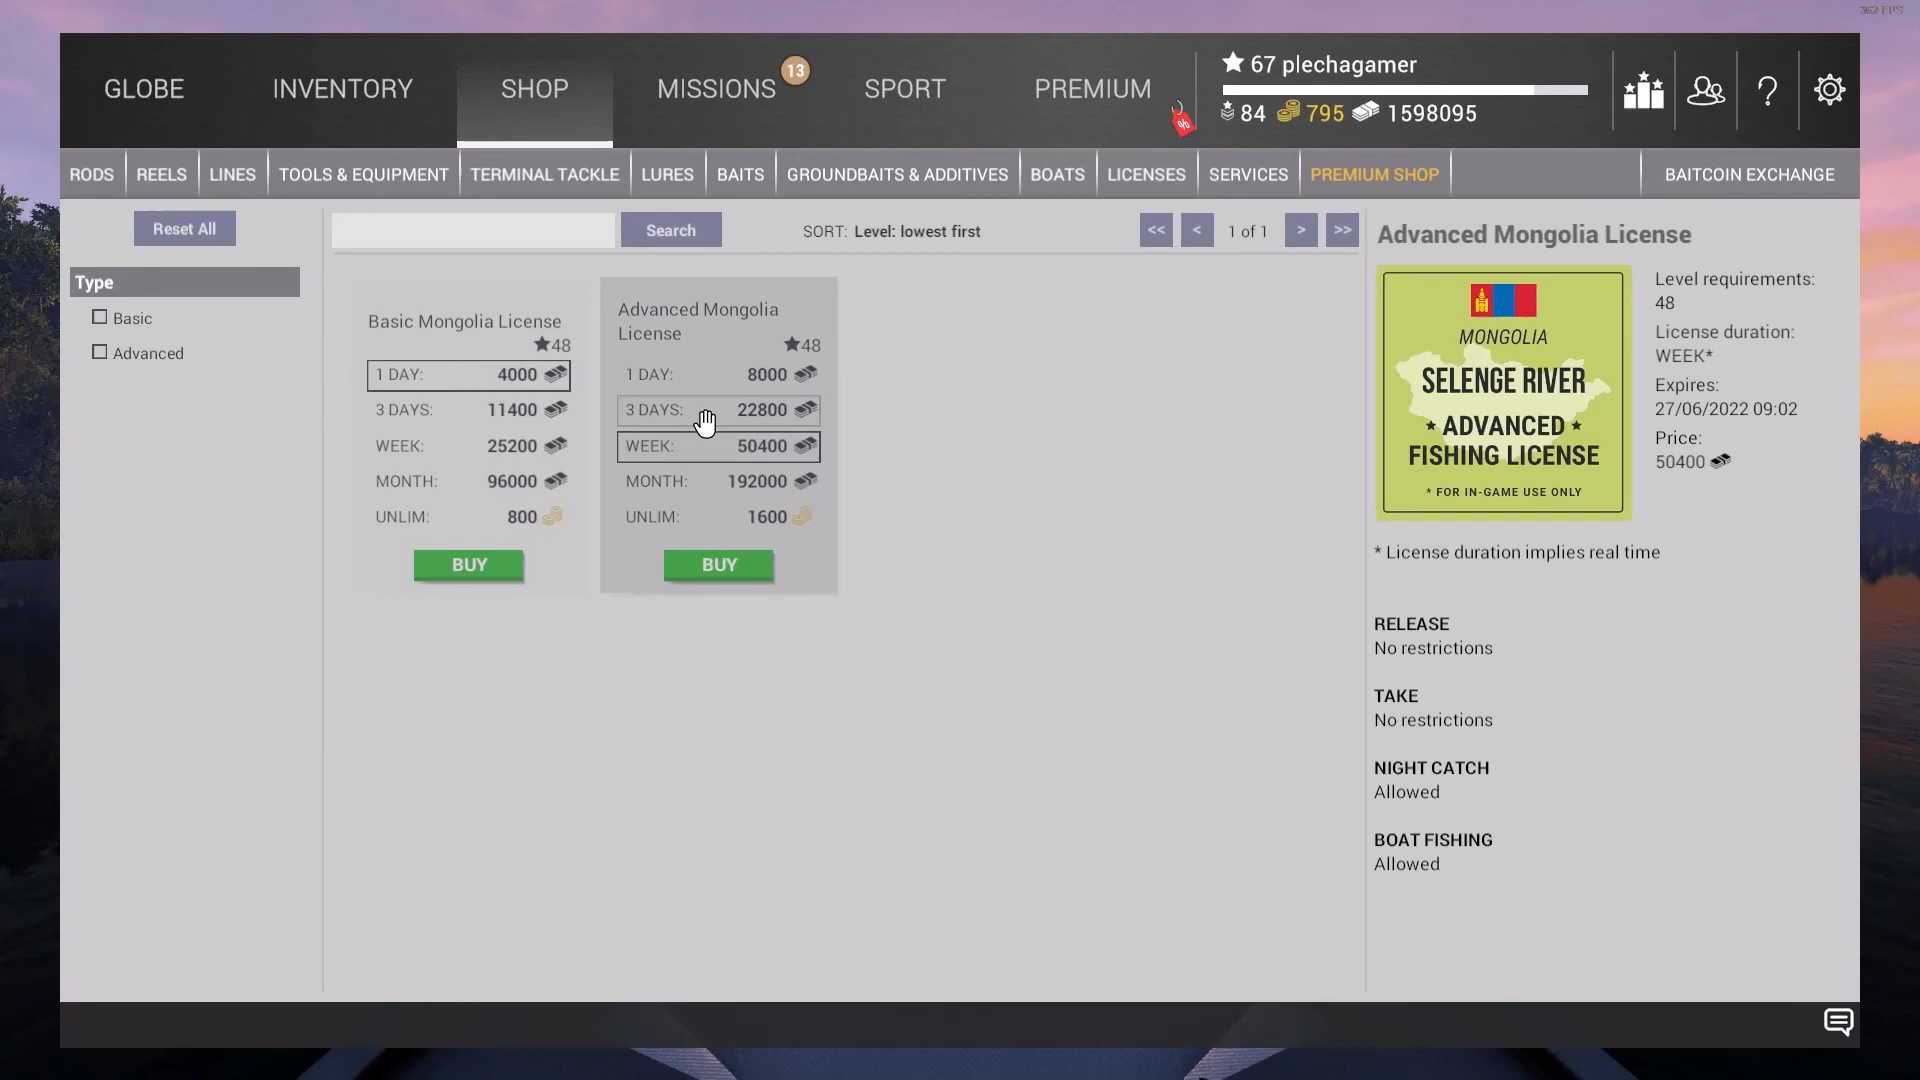 362 FPS
GLOBE
INVENTORY
SHOP
MISSIONS
13
SPORT
PREMIUM
%
67 plechagamer
84 795 1598095
?
RODS
REELS
LINES
TOOLS & EQUIPMENT
TERMINAL TACKLE
LURES
BAITS
GROUNDBAITS & ADDITIVES
BOATS
LICENSES
SERVICES
PREMIUM SHOP
BAITCOIN EXCHANGE
Reset All
Type
Basic
Advanced
Search
SORT: Level: lowest first
<< < 1 of 1 > >>
Basic Mongolia License
48
1 DAY: 4000
3 DAYS: 11400
WEEK: 25200
MONTH: 96000
UNLIM: 800
BUY
Advanced Mongolia
License
48
1 DAY: 8000
3 DAYS: 22800
WEEK: 50400
MONTH: 192000
UNLIM: 1600
BUY
Advanced Mongolia License
MONGOLIA
SELENGE RIVER
ADVANCED
FISHING LICENSE
* FOR IN-GAME USE ONLY
Level requirements:
48
License duration:
WEEK*
Expires:
27/06/2022 09:02
Price:
50400
* License duration implies real time
RELEASE
No restrictions
TAKE
No restrictions
NIGHT CATCH
Allowed
BOAT FISHING
Allowed